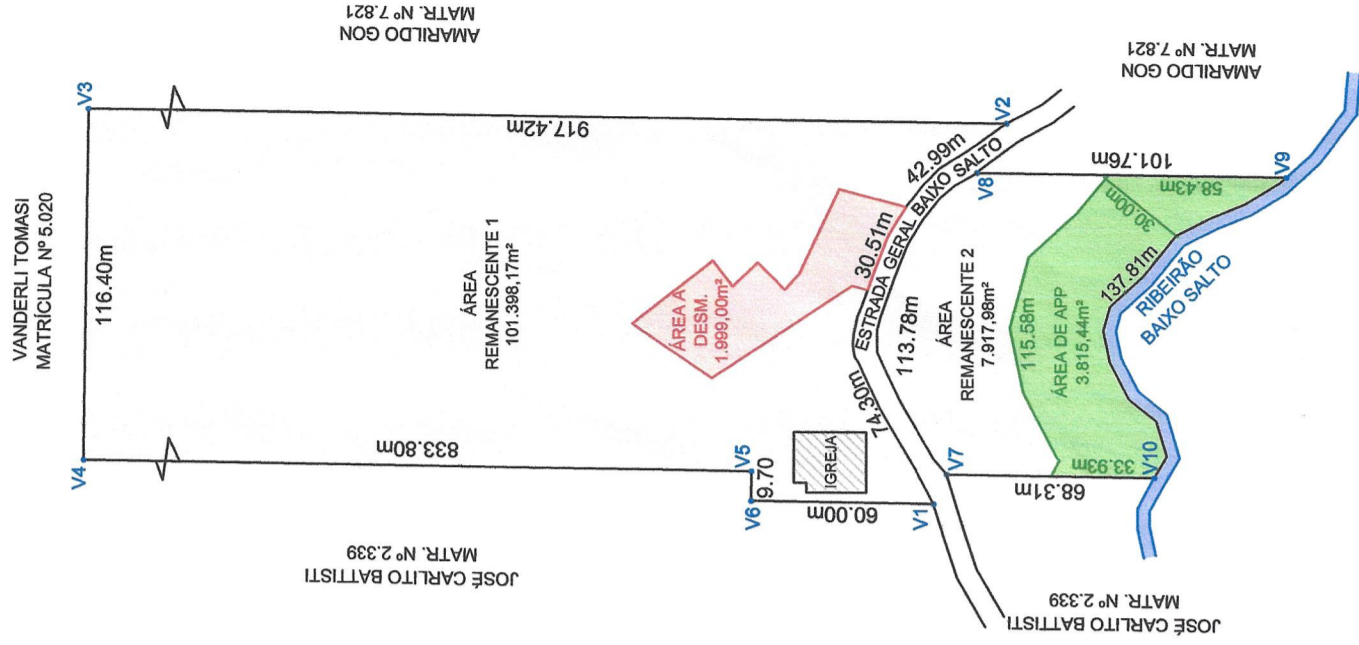 VANDERLI TOMASI
MATRÍCULA Nº 5.020
AMARILDO GON
MATR. Nº 7.821
V4
116.40m
V3
833.80m
917.42m
ÁREA
REMANESCENTE 1
101.398,17m²
ÁREA A
DESM.
1.999,00m²
V5
9.70
V6
IGREJA
60.00m
V1
74.30m
30.51m
42.99m
V2
ESTRADA GERAL BAIXO SALTO
113.78m
JOSÉ CARLITO BATTISTI
MATR. Nº 2.339
AMARILDO GON
MATR. Nº 7.821
V7
V8
ÁREA
REMANESCENTE 2
7.917,98m²
68.31m
101.76m
115.58m
ÁREA DE APP
3.815,44m²
33.93m
30.00m
58.43m
137.81m
V10
V9
RIBEIRÃO
BAIXO SALTO
JOSÉ CARLITO BATTISTI
MATR. Nº 2.339